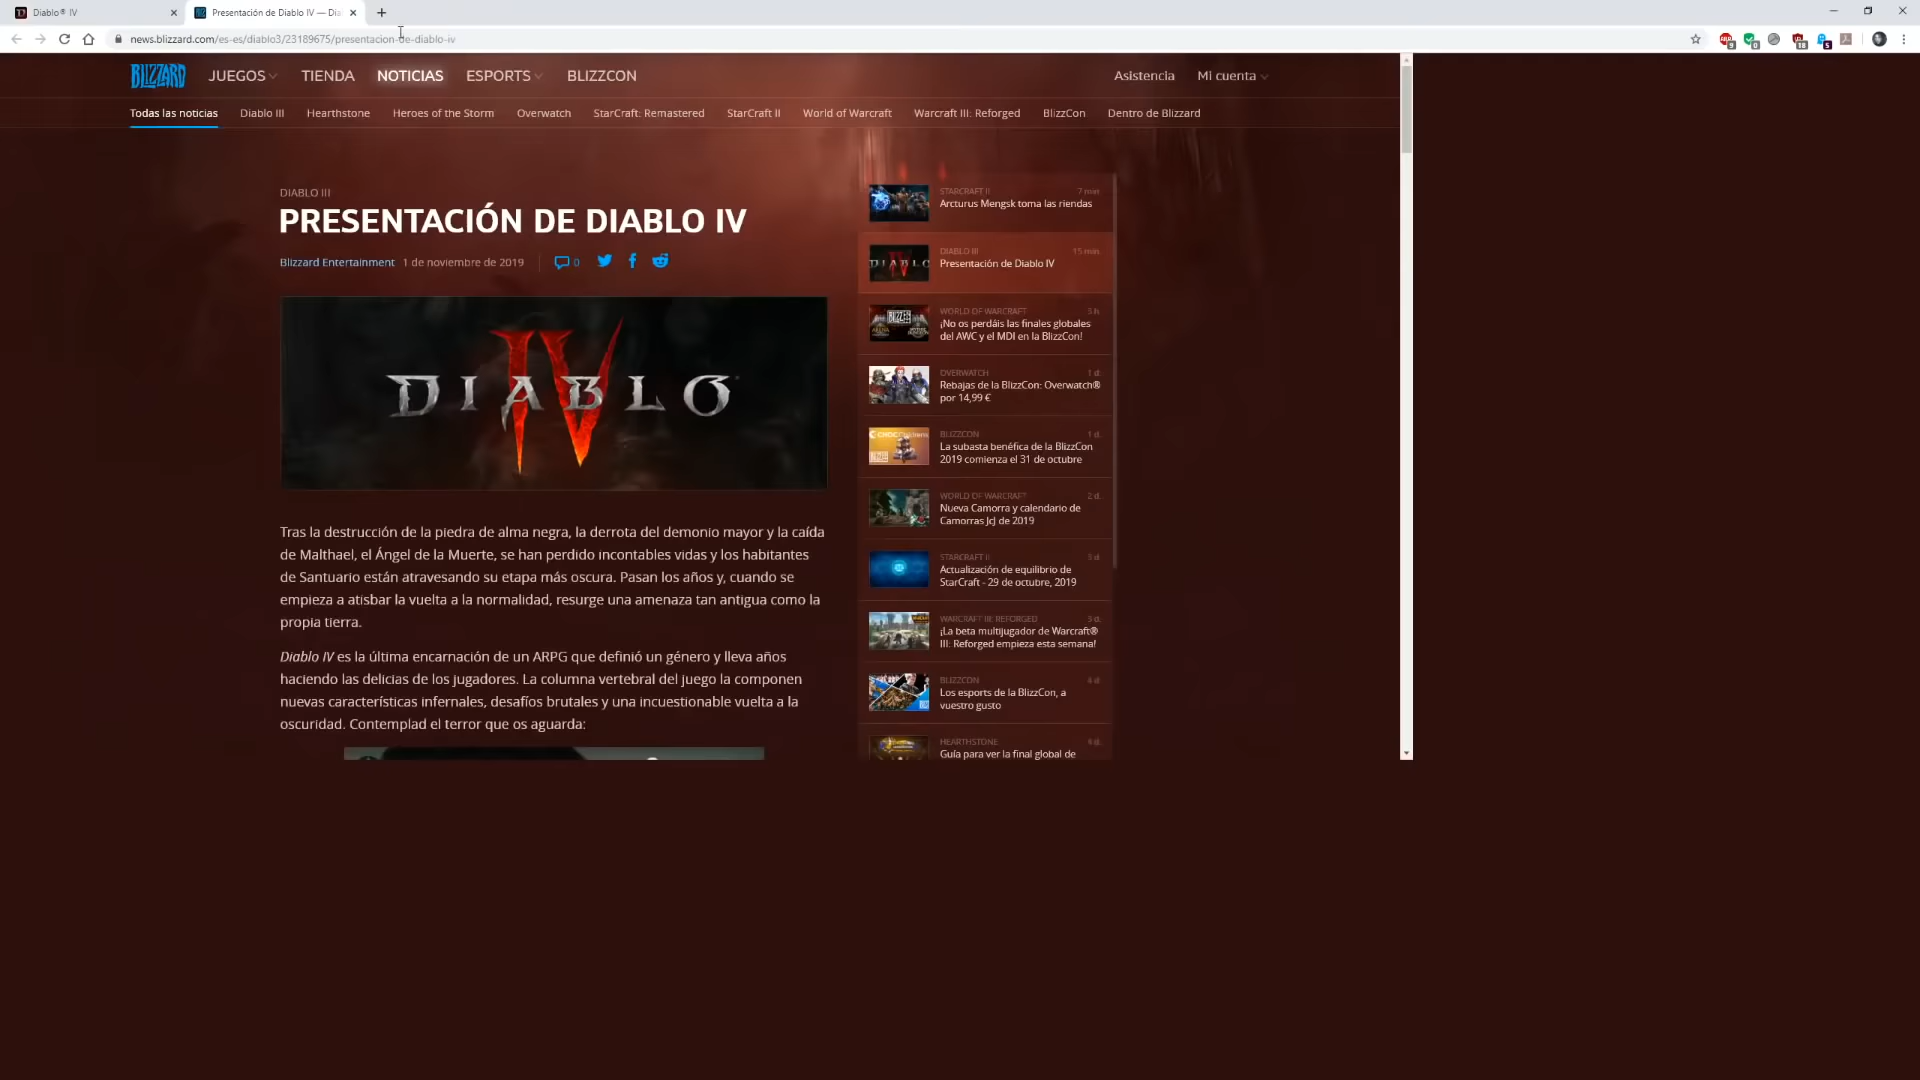 Diablo® IV
Presentación de Diablo IV — Dia
news.blizzard.com/es-es/diablo3/23189675/presentacion-de-diablo-iv
BLIZZARD JUEGOS TIENDA NOTICIAS ESPORTS BLIZZCON Asistencia Mi cuenta
Todas las noticias Diablo III Hearthstone Heroes of the Storm Overwatch StarCraft: Remastered StarCraft II World of Warcraft Warcraft III: Reforged BlizzCon Dentro de Blizzard
DIABLO III
PRESENTACIÓN DE DIABLO IV
Blizzard Entertainment 1 de noviembre de 2019 0
DIABLO IV
Tras la destrucción de la piedra de alma negra, la derrota del demonio mayor y la caída
de Malthael, el Ángel de la Muerte, se han perdido incontables vidas y los habitantes
de Santuario están atravesando su etapa más oscura. Pasan los años y, cuando se
empieza a atisbar la vuelta a la normalidad, resurge una amenaza tan antigua como la
propia tierra.
Diablo IV es la última encarnación de un ARPG que definió un género y lleva años
haciendo las delicias de los jugadores. La columna vertebral del juego la componen
nuevas características infernales, desafíos brutales y una incuestionable vuelta a la
oscuridad. Contemplad el terror que os aguarda:
STARCRAFT II 7 min.
Arcturus Mengsk toma las riendas
DIABLO III 15 min.
Presentación de Diablo IV
WORLD OF WARCRAFT 3 h
¡No os perdáis las finales globales
del AWC y el MDI en la BlizzCon!
OVERWATCH 1 d.
Rebajas de la BlizzCon: Overwatch®
por 14,99 €
BLIZZCON 1 d.
La subasta benéfica de la BlizzCon
2019 comienza el 31 de octubre
WORLD OF WARCRAFT 2 d.
Nueva Camorra y calendario de
Camorras JcJ de 2019
STARCRAFT II 3 d.
Actualización de equilibrio de
StarCraft - 29 de octubre, 2019
WARCRAFT III: REFORGED 3 d.
¡La beta multijugador de Warcraft®
III: Reforged empieza esta semana!
BLIZZCON 4 d.
Los esports de la BlizzCon, a
vuestro gusto
HEARTHSTONE 4 d.
Guía para ver la final global de